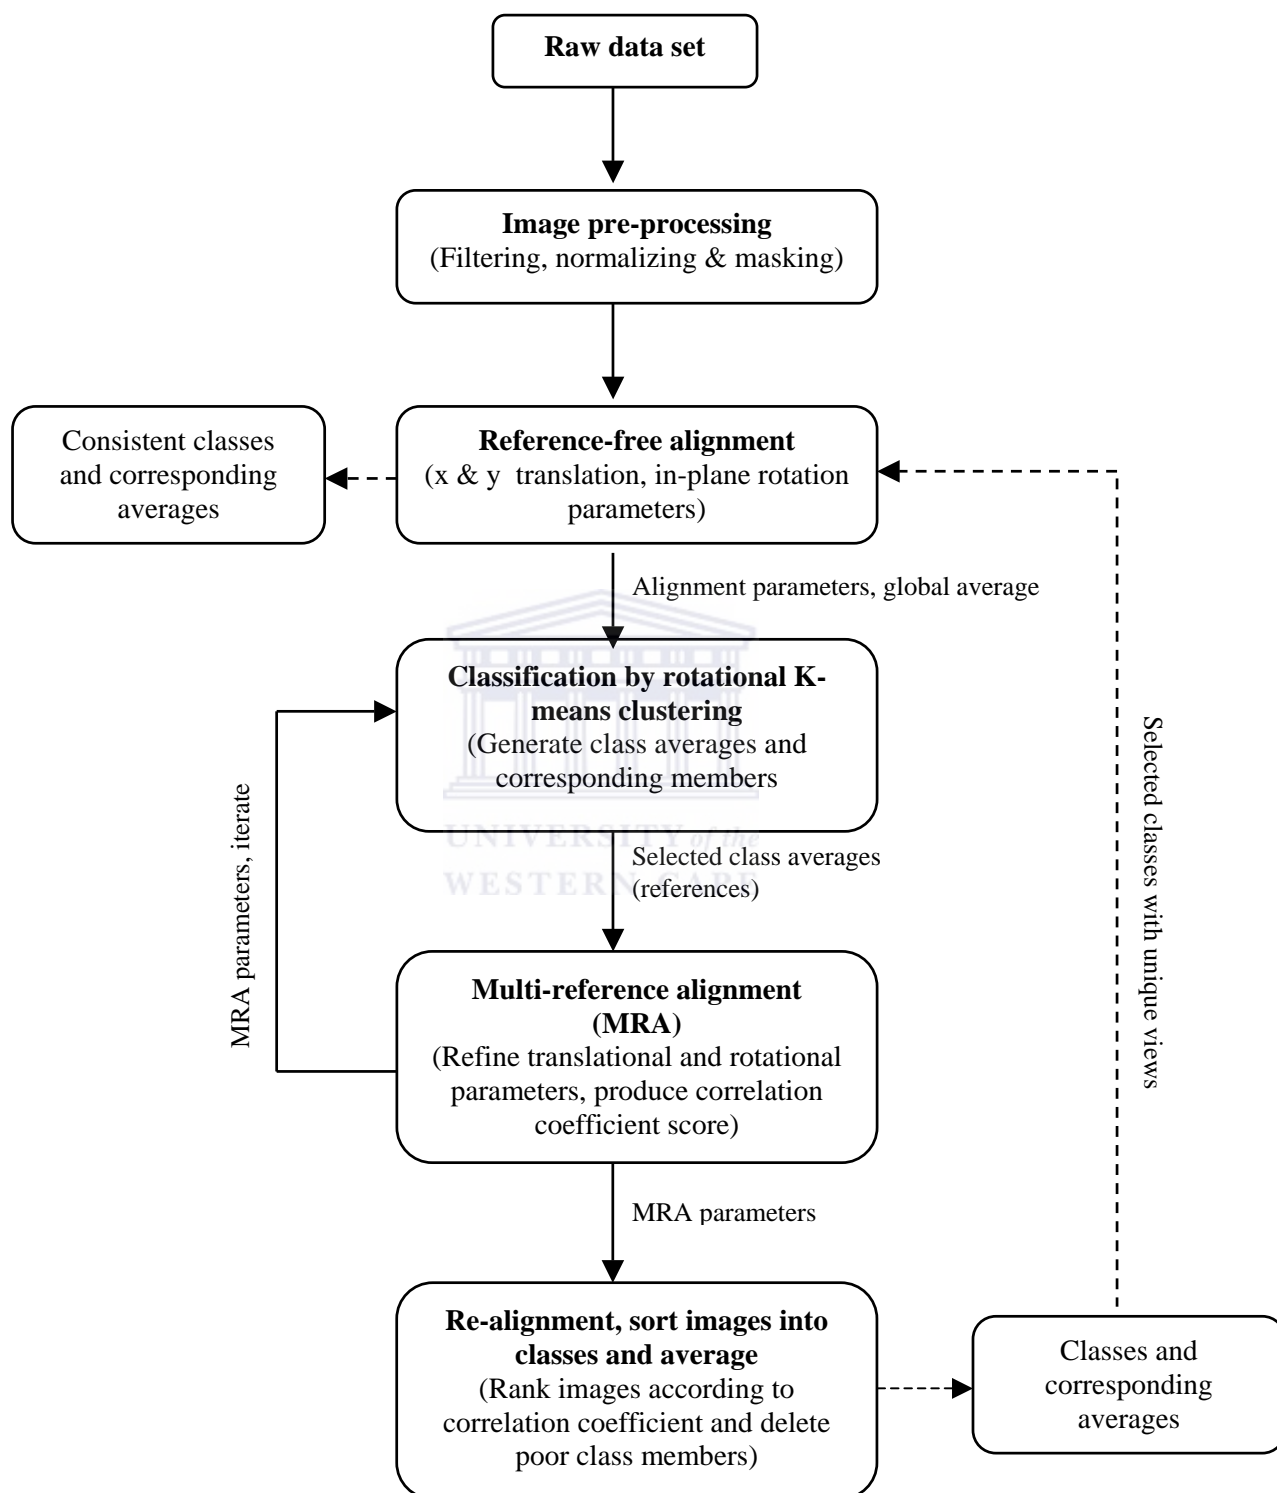 Raw data set
Image pre-processing
(Filtering, normalizing & masking)
Consistent classes
and corresponding
averages
Reference-free alignment
(x & y  translation, in-plane rotation
parameters)
Alignment parameters, global average
Classification by rotational K-
means clustering
(Generate class averages and
corresponding members
UNIVERSITY of the
WESTERN CAPE
Selected class averages
(references)
MRA parameters, iterate
Selected classes with unique views
Multi-reference alignment
(MRA)
(Refine translational and rotational
parameters, produce correlation
coefficient score)
MRA parameters
Re-alignment, sort images into
classes and average
(Rank images according to
correlation coefficient and delete
poor class members)
Classes and
corresponding
averages